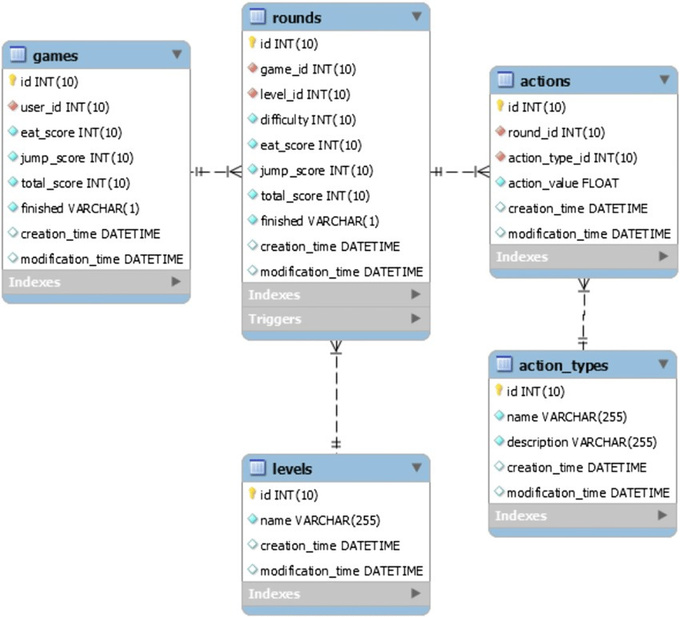 games
id INT(10)
user_id INT(10)
eat_score INT(10)
jump_score INT(10)
total_score INT(10)
finished VARCHAR(1)
creation_time DATETIME
modification_time DATETIME
Indexes
rounds
id INT(10)
game_id INT(10)
level_id INT(10)
difficulty INT(10)
eat_score INT(10)
jump_score INT(10)
total_score INT(10)
finished VARCHAR(1)
creation_time DATETIME
modification_time DATETIME
Indexes
Triggers
actions
id INT(10)
round_id INT(10)
action_type_id INT(10)
action_value FLOAT
creation_time DATETIME
modification_time DATETIME
Indexes
levels
id INT(10)
name VARCHAR(255)
creation_time DATETIME
modification_time DATETIME
Indexes
action_types
id INT(10)
name VARCHAR(255)
description VARCHAR(255)
creation_time DATETIME
modification_time DATETIME
Indexes